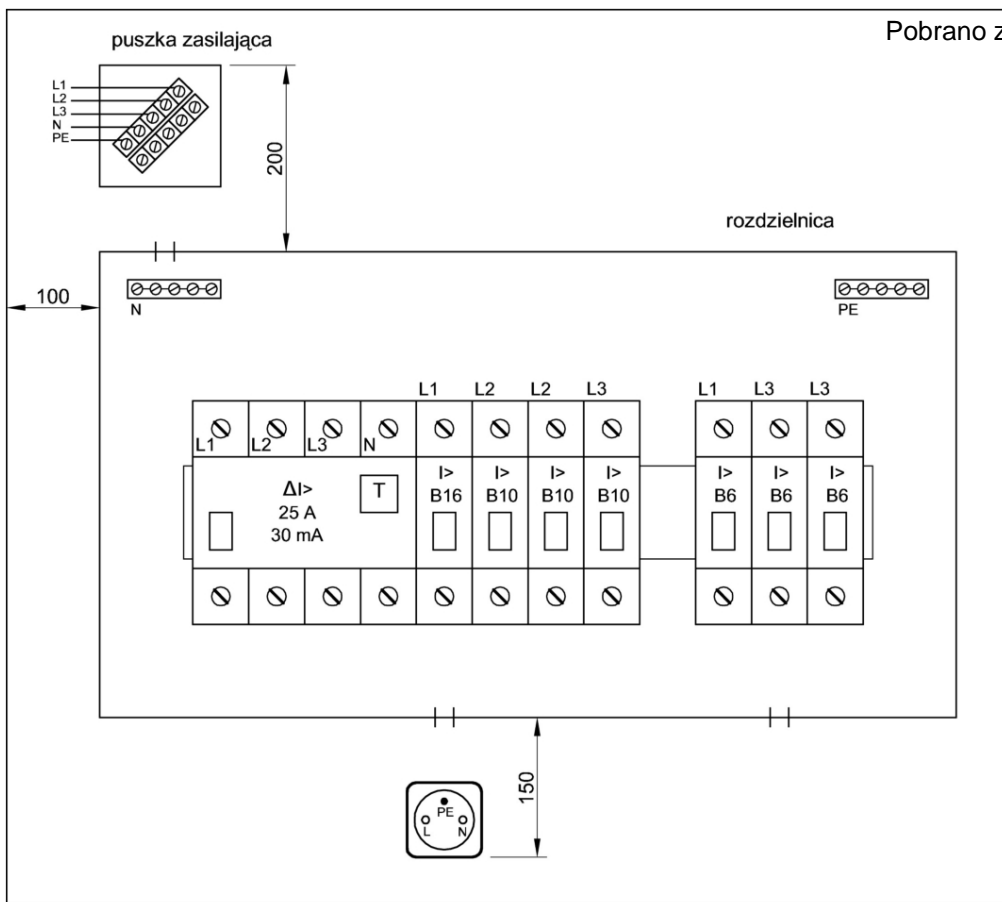 Pobrano z
puszka zasilająca
L1
L2
L3
N
PE
200
rozdzielnica
100
N
PE
L1 L2 L2 L3 L1 L3 L3
L1 L2 L3 N
ΔI> T I> I> I> I> I> I> I>
25 A B16 B10 B10 B10 B6 B6 B6
30 mA
150
PE
L N